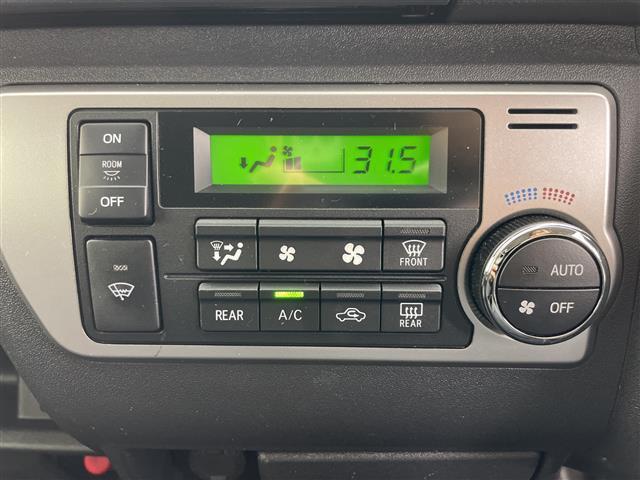 ON
ROOM
OFF
31.5
FRONT
REAR
A/C
REAR
AUTO
OFF